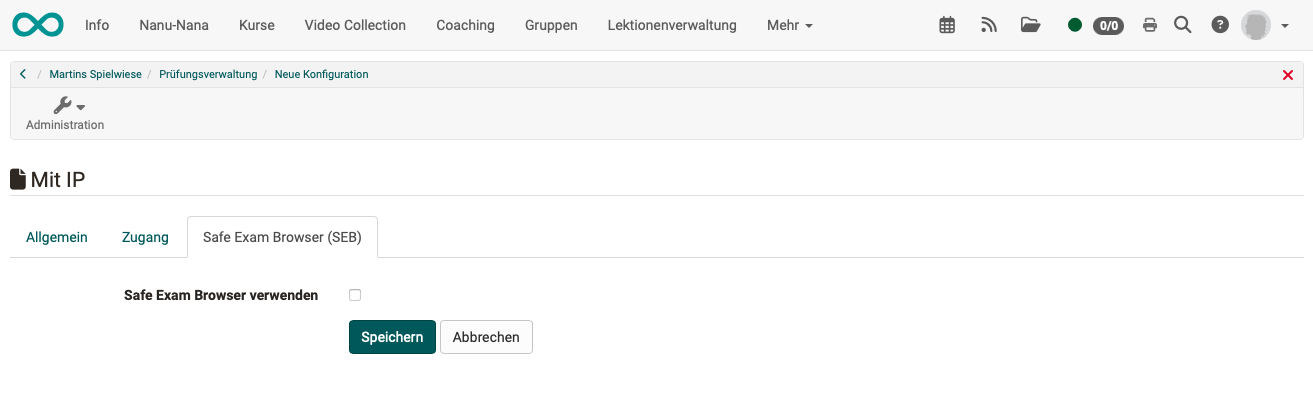 Info Nanu-Nana Kurse Video Collection Coaching Gruppen Lektionenverwaltung Mehr 0/0
/ Martins Spielwiese / Prüfungsverwaltung / Neue Konfiguration
Administration
Mit IP
Allgemein Zugang Safe Exam Browser (SEB)
Safe Exam Browser verwenden
Speichern Abbrechen